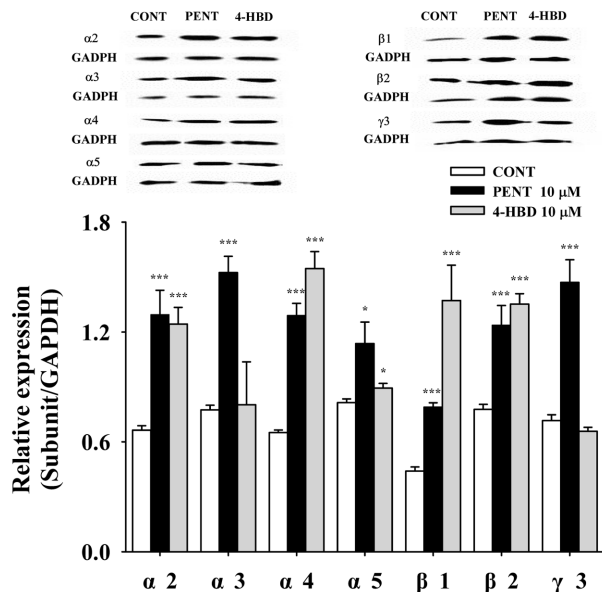 CONT PENT 4-HBD
α2
GADPH
α3
GADPH
α4
GADPH
α5
GADPH
CONT PENT 4-HBD
β1
GADPH
β2
GADPH
γ3
GADPH
CONT
PENT 10 μM
4-HBD 10 μM
Relative expression
(Subunit/GAPDH)
1.8
1.2
0.6
0.0
*** *** *** *** *** * * *** *** *** *** ***
α 2 α 3 α 4 α 5 β 1 β 2 γ 3